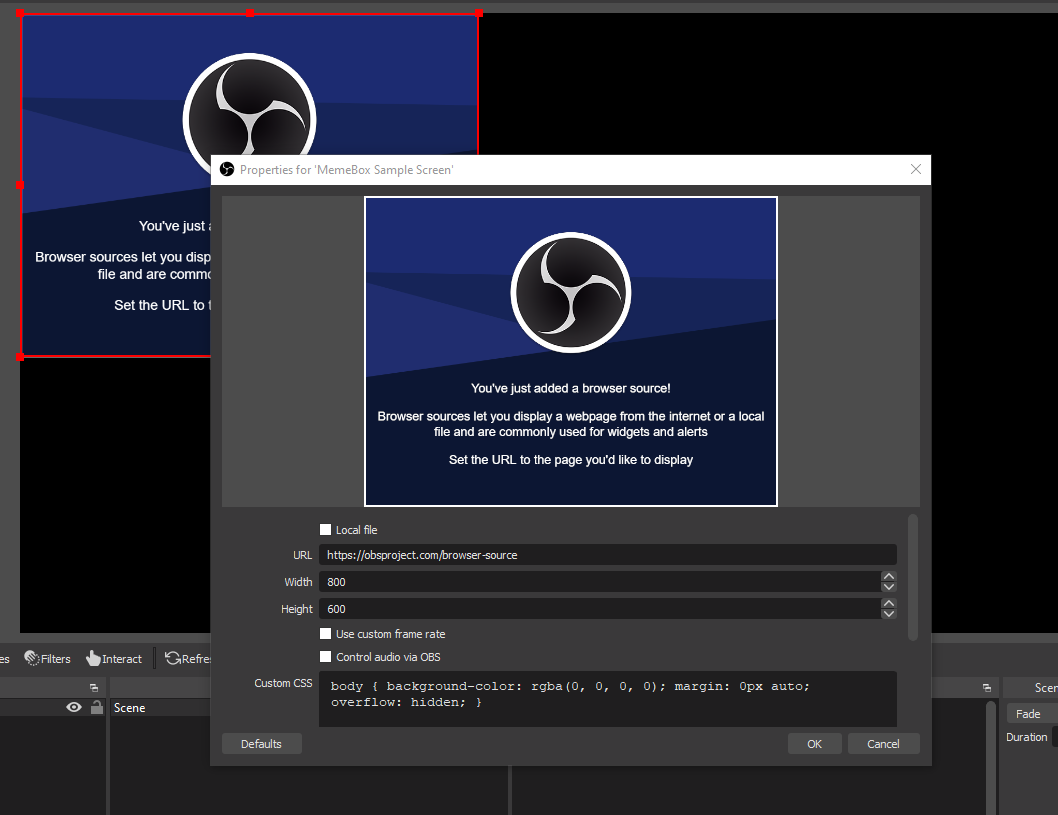 You've just a
Browser sources let you disp
file and are commo
Set the URL to t
Properties for 'MemeBox Sample Screen'
You've just added a browser source!
Browser sources let you display a webpage from the internet or a local
file and are commonly used for widgets and alerts
Set the URL to the page you'd like to display
Local file
URL https://obsproject.com/browser-source
Width 800
Height 600
Use custom frame rate
Control audio via OBS
Custom CSS body { background-color: rgba(0, 0, 0, 0); margin: 0px auto;
overflow: hidden; }
Defaults OK Cancel
es Filters Interact Refres
Scene
Scen
Fade
Duration